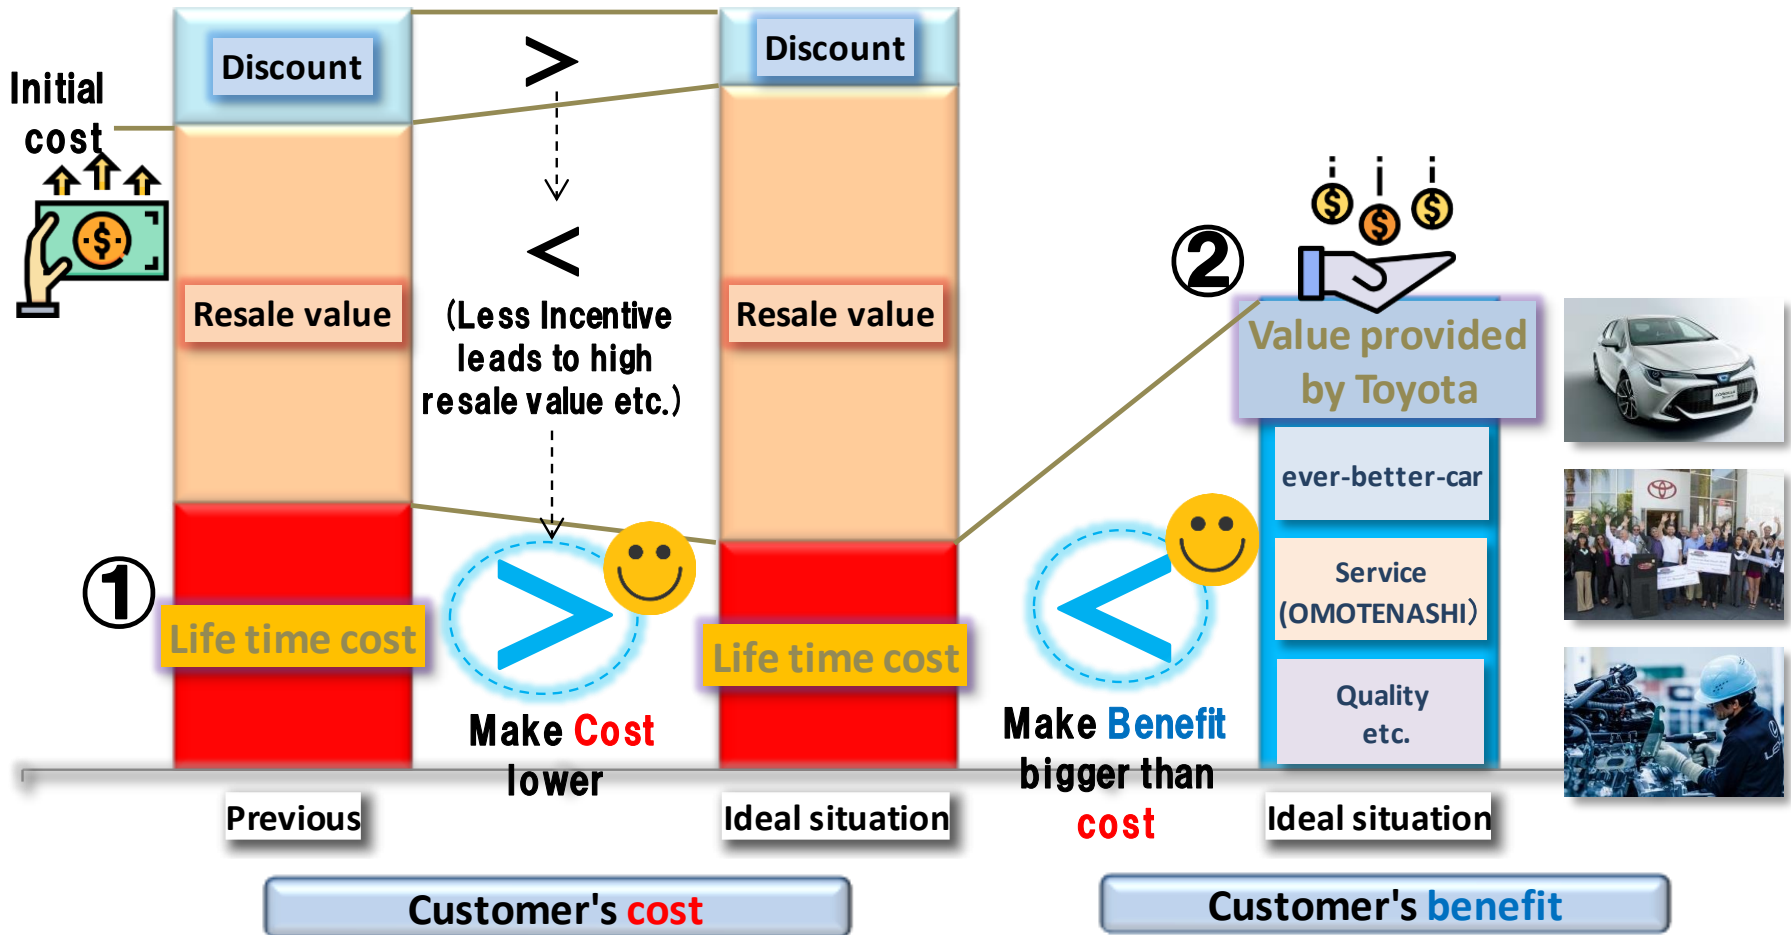 Discount
>
Discount
Initial
cost
$
<
Resale value
(Less Incentive
leads to high
resale value etc.)
Resale value
Life time cost
①
>
Make Cost
lower
Life time cost
$
$
$
②
Value provided
by Toyota
ever-better-car
Service
(OMOTENASHI)
Quality
etc.
<
Make Benefit
bigger than
cost
Previous
Ideal situation
Ideal situation
Customer's cost
Customer's benefit